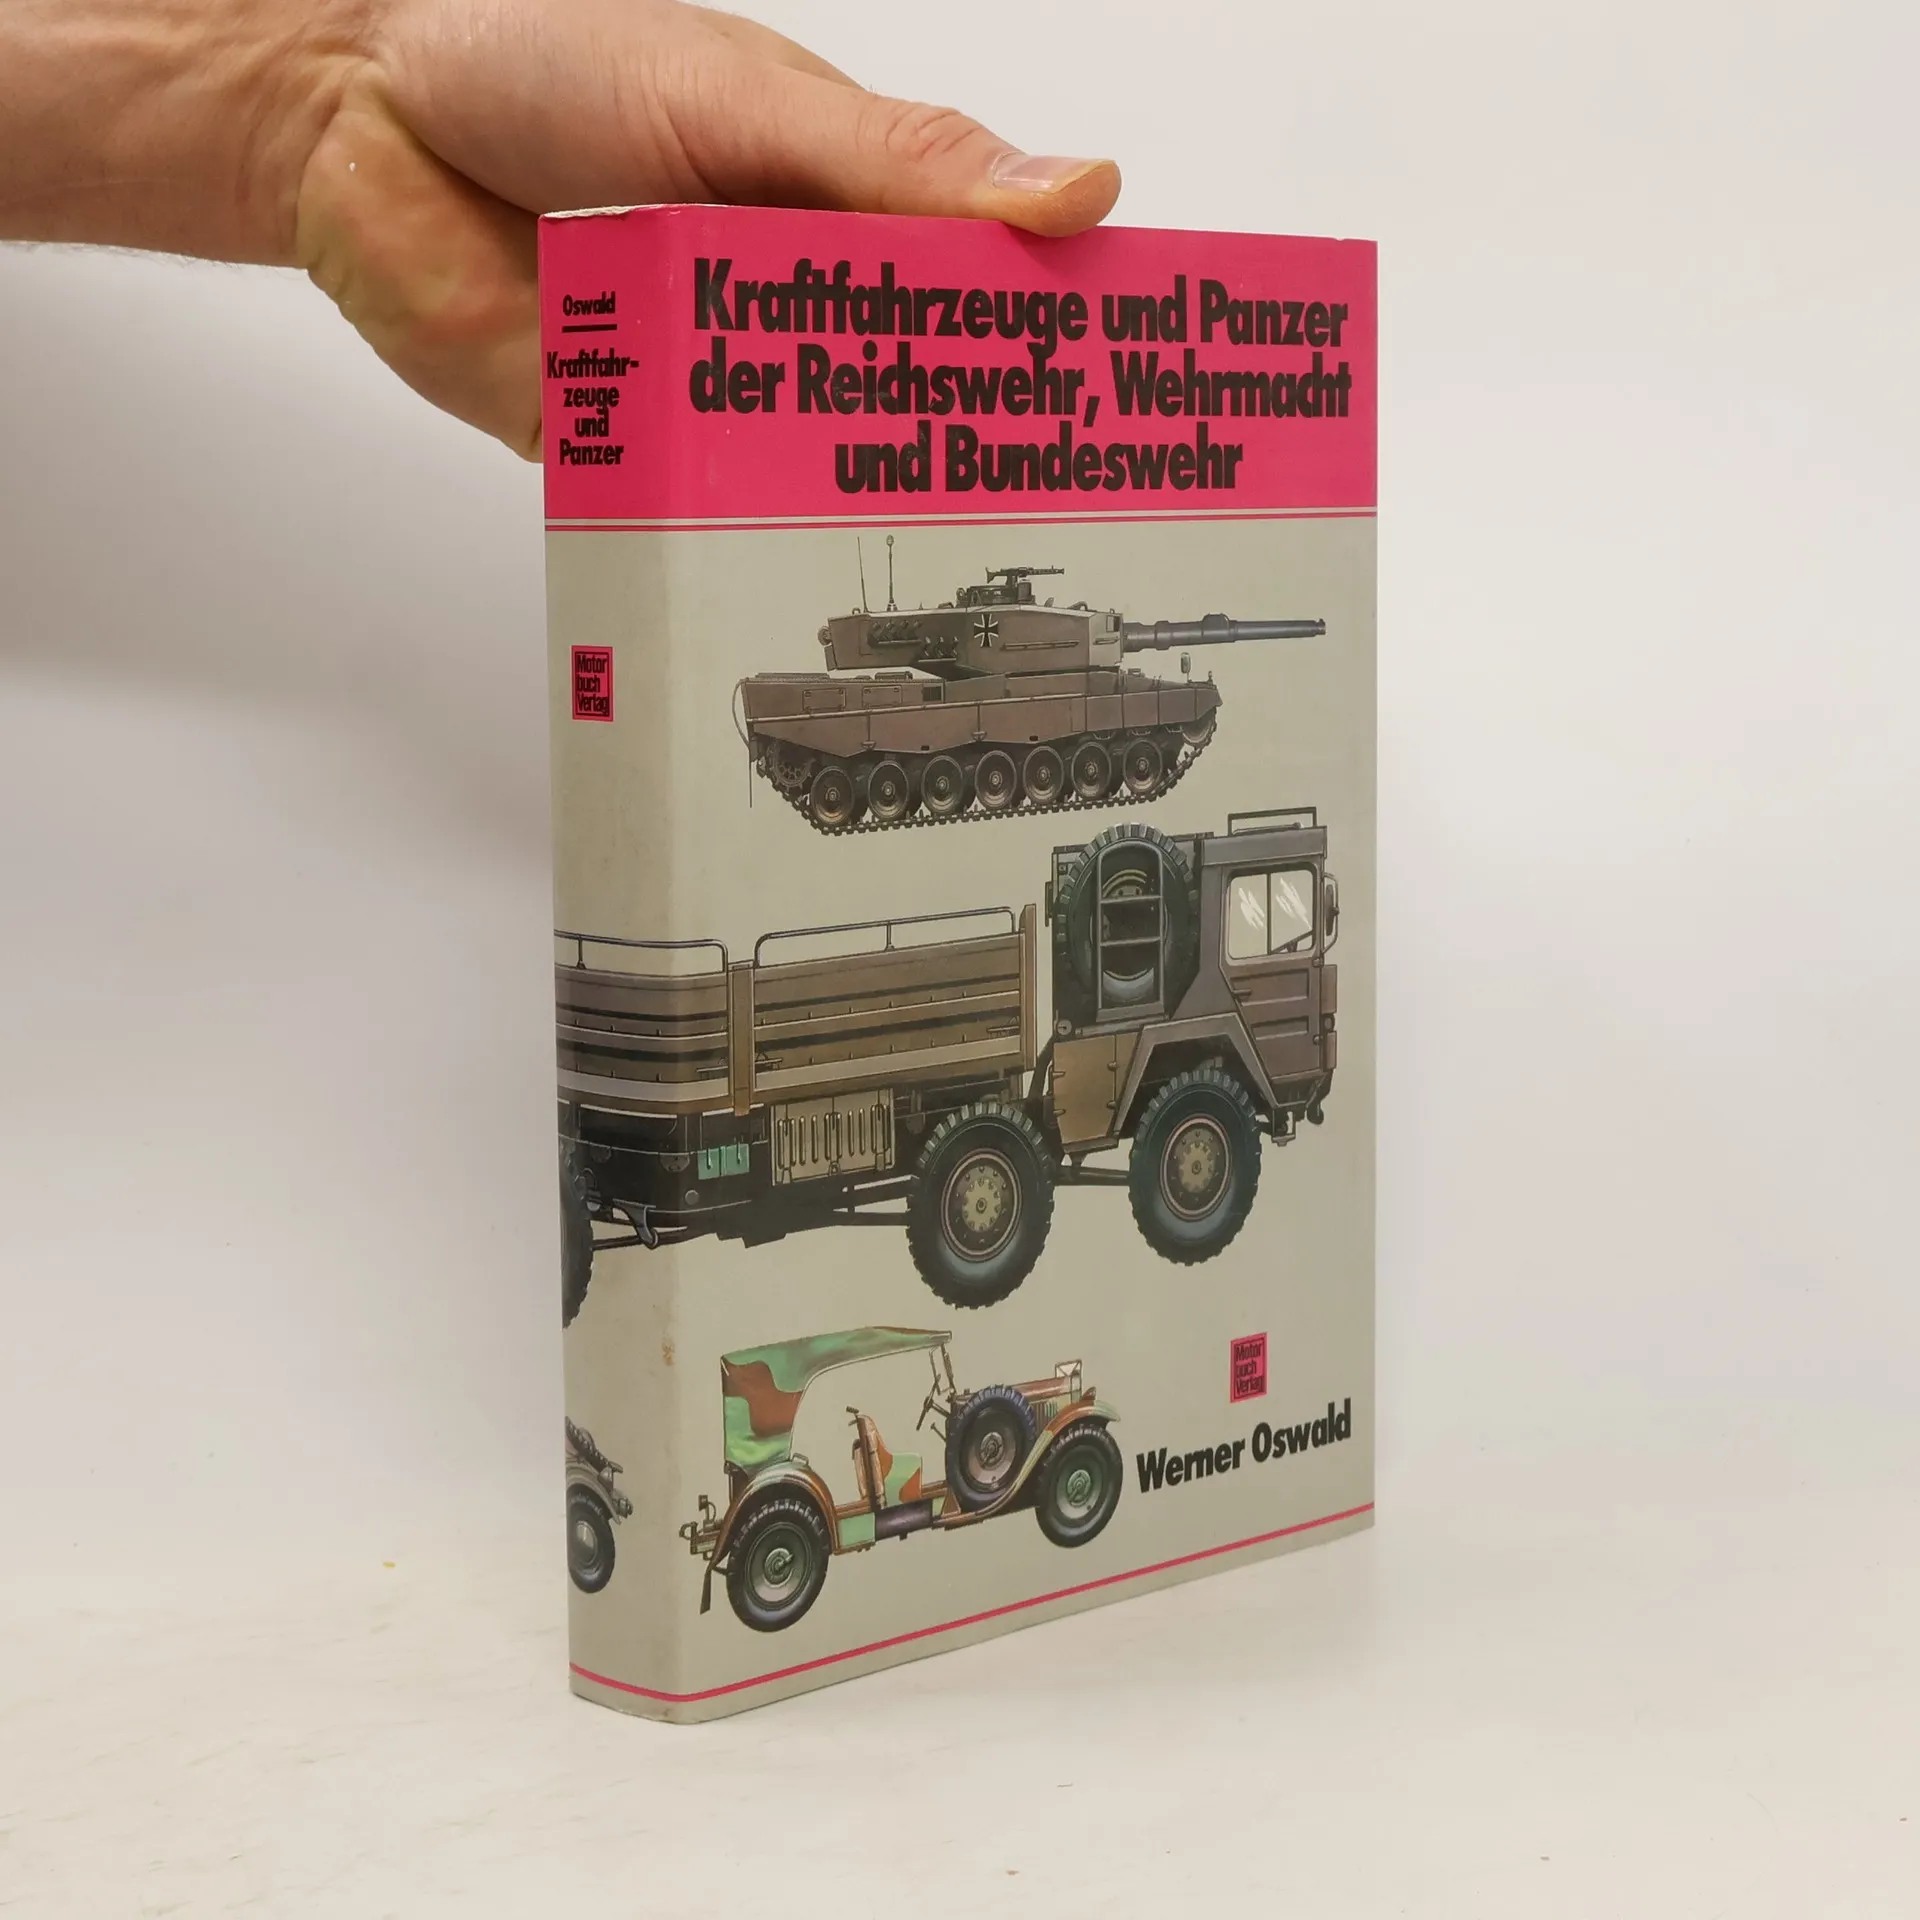 Oswald
Kraftfahr-
zeuge
und
Panzer
Motor
buch
Verlag
Kraftfahrzeuge und Panzer
der Reichswehr, Wehrmacht
und Bundeswehr
Motor
buch
Verlag
Werner Oswald